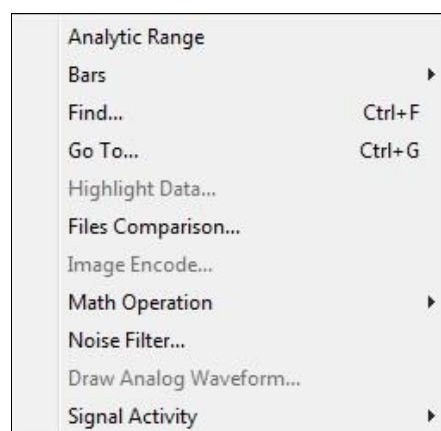 Analytic Range
Bars
Find... Ctrl+F
Go To... Ctrl+G
Highlight Data...
Files Comparison...
Image Encode...
Math Operation
Noise Filter...
Draw Analog Waveform...
Signal Activity